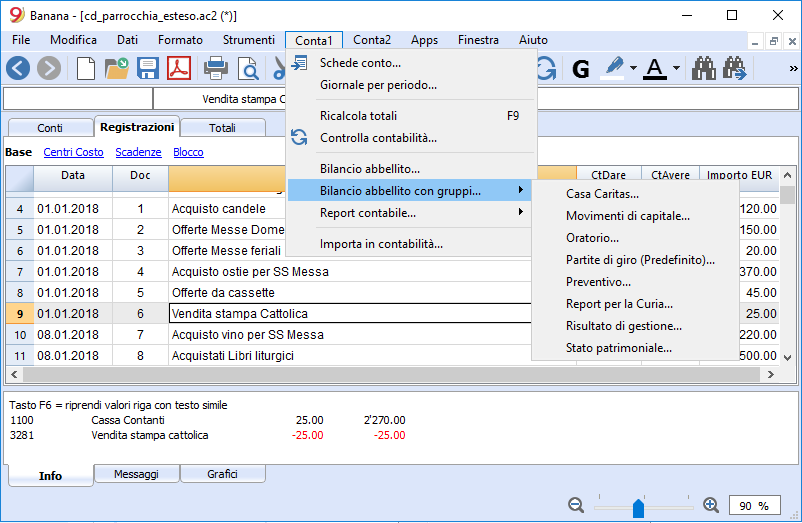 Banana - [cd_parrocchia_esteso.ac2 (*)]
File Modifica Dati Formato Strumenti Conta1 Conta2 Apps Finestra Aiuto
Schede conto...
Giornale per periodo...
Ricalcola totali F9
Controlla contabilità...
Bilancio abbellito...
Bilancio abbellito con gruppi...
Report contabile...
Importa in contabilità...
Casa Caritas...
Movimenti di capitale...
Oratorio...
Partite di giro (Predefinito)...
Preventivo...
Report per la Curia...
Risultato di gestione...
Stato patrimoniale...
G A »
Vendita stampa C
Conti Registrazioni Totali
Base Centri Costo Scadenze Blocco
Data Doc CtDare CtAvere Importo EUR
4 01.01.2018 1 Acquisto candele 120.00
5 01.01.2018 2 Offerte Messe Dome 150.00
6 01.01.2018 3 Offerte Messe feriali 20.00
7 01.01.2018 4 Acquisto ostie per SS Messa 370.00
8 01.01.2018 5 Offerte da cassette 45.00
9 01.01.2018 6 Vendita stampa Cattolica 25.00
10 08.01.2018 7 Acquisto vino per SS Messa 220.00
11 08.01.2018 8 Acquistati Libri liturgici 500.00
Tasto F6 = riprendi valori riga con testo simile
1100 Cassa Contanti 25.00 2'270.00
3281 Vendita stampa cattolica -25.00 -25.00
Info Messaggi Grafici
90 %